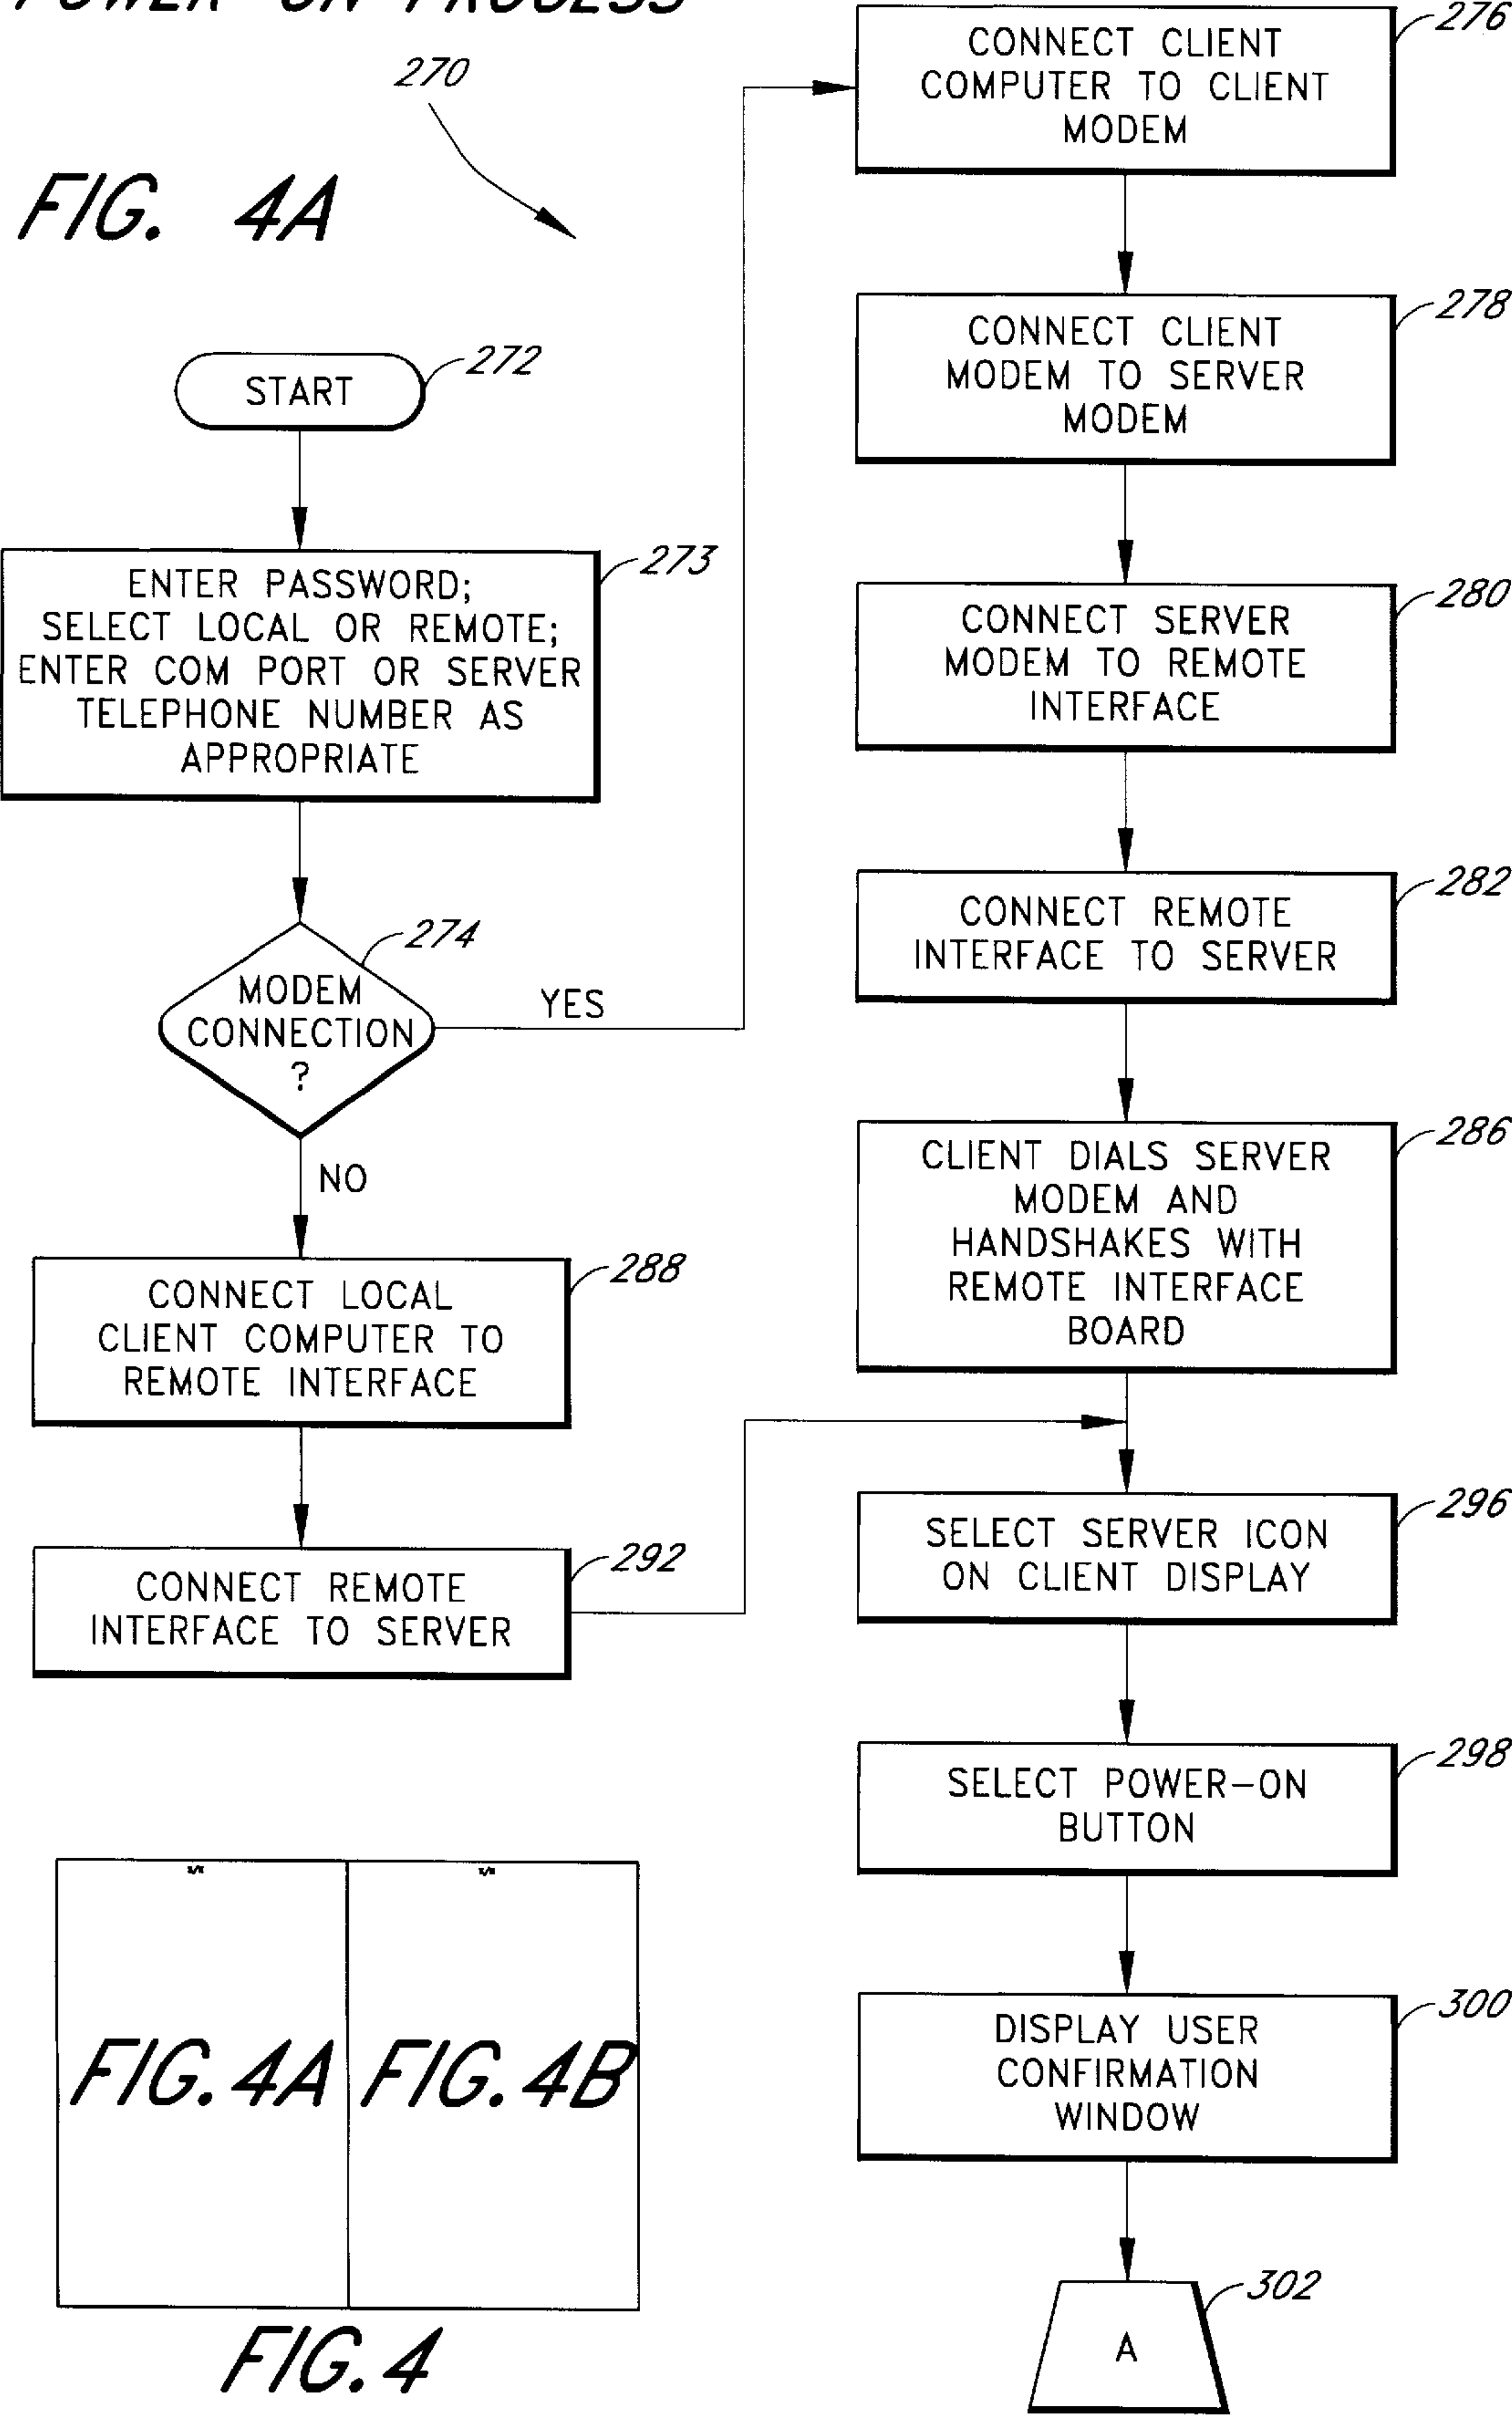 POWER-ON PROCESS
270
FIG. 4A
START
272
ENTER PASSWORD;
SELECT LOCAL OR REMOTE;
ENTER COM PORT OR SERVER
TELEPHONE NUMBER AS
APPROPRIATE
273
MODEM
CONNECTION
?
274
YES
NO
CONNECT LOCAL
CLIENT COMPUTER TO
REMOTE INTERFACE
288
CONNECT REMOTE
INTERFACE TO SERVER
292
CONNECT CLIENT
COMPUTER TO CLIENT
MODEM
276
CONNECT CLIENT
MODEM TO SERVER
MODEM
278
CONNECT SERVER
MODEM TO REMOTE
INTERFACE
280
CONNECT REMOTE
INTERFACE TO SERVER
282
CLIENT DIALS SERVER
MODEM AND
HANDSHAKES WITH
REMOTE INTERFACE
BOARD
286
SELECT SERVER ICON
ON CLIENT DISPLAY
296
SELECT POWER-ON
BUTTON
298
DISPLAY USER
CONFIRMATION
WINDOW
300
A
302
FIG. 4A
FIG. 4B
FIG. 4